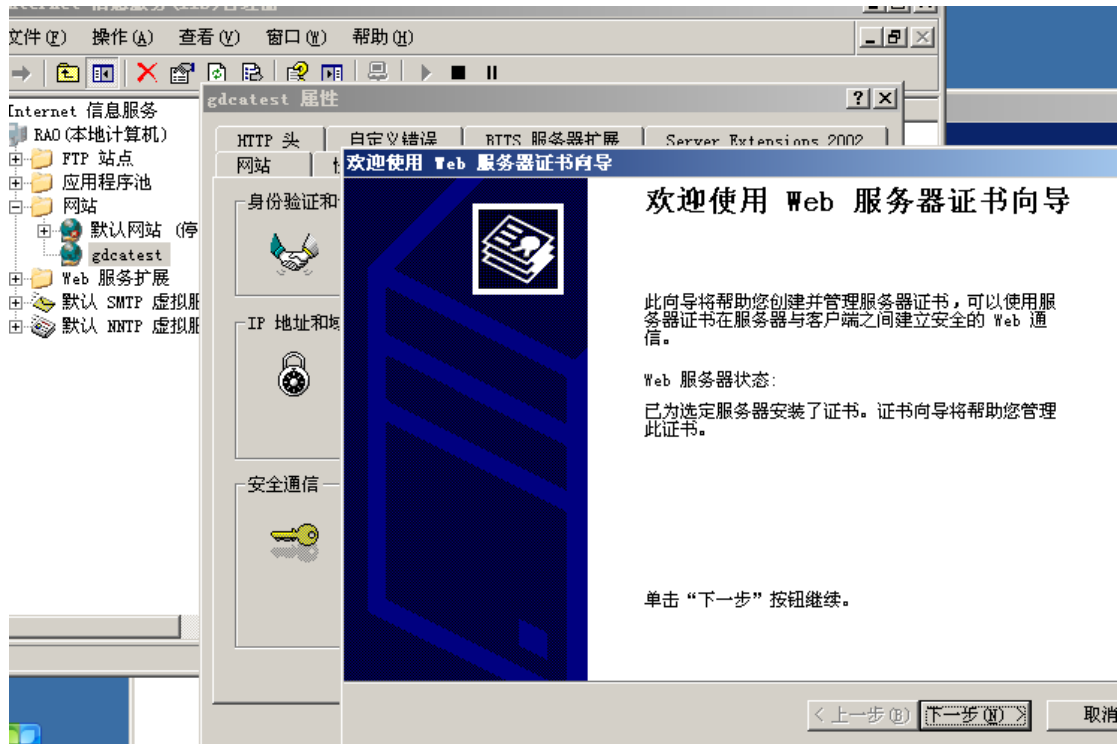 文件(F) 操作(A) 查看(V) 窗口(W) 帮助(H)
gdcatest 属性
Internet 信息服务
RAO(本地计算机)
FTP 站点
应用程序池
网站
默认网站 (停
gdcatest
Web 服务扩展
默认 SMTP 虚拟服
默认 NNTP 虚拟服
HTTP 头 自定义错误 BITS 服务器扩展 Server Extensions 2002
网站
身份验证和
IP 地址和域
安全通信
欢迎使用 Web 服务器证书向导
欢迎使用 Web 服务器证书向导
此向导将帮助您创建并管理服务器证书，可以使用服
务器证书在服务器与客户端之间建立安全的 Web 通
信。
Web 服务器状态:
已为选定服务器安装了证书。证书向导将帮助您管理
此证书。
单击“下一步”按钮继续。
< 上一步(B) 下一步(N) > 取消